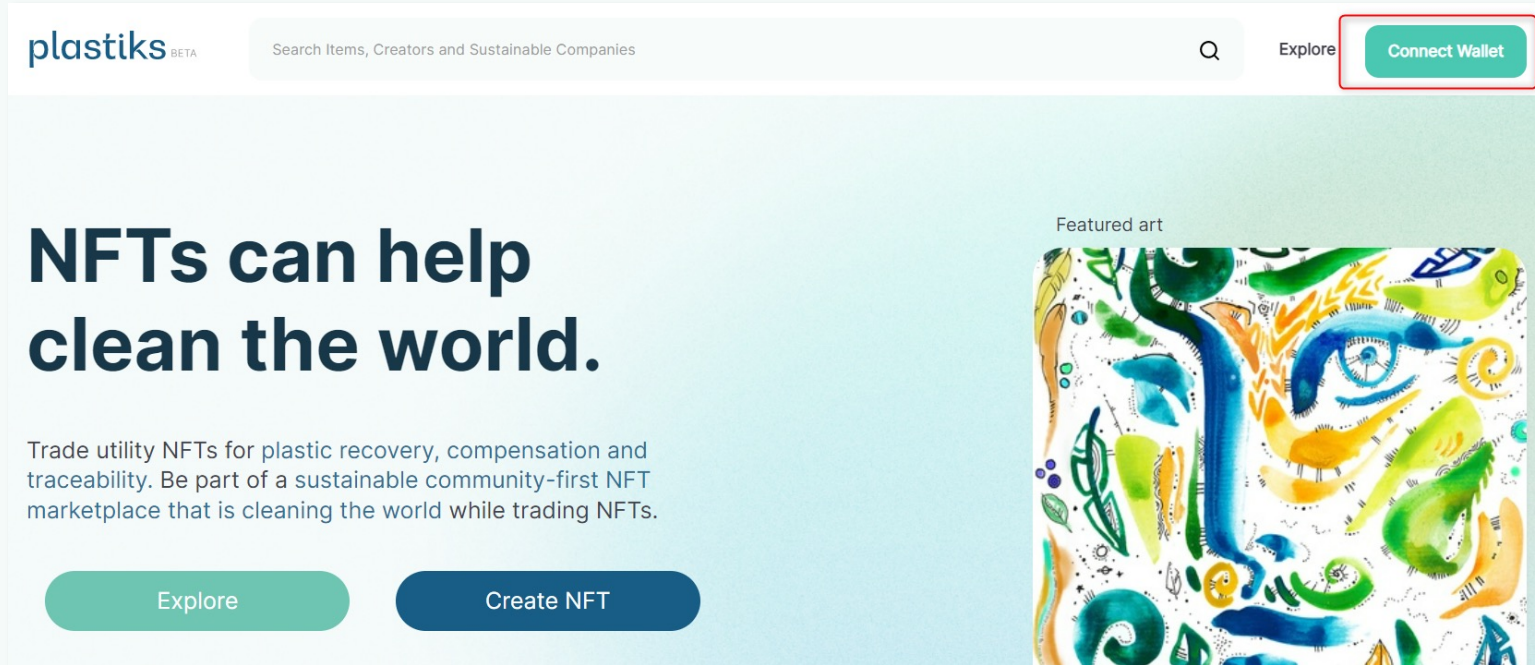 plastiks BETA
Search Items, Creators and Sustainable Companies
Explore
Connect Wallet
NFTs can help
clean the world.
Featured art
Trade utility NFTs for plastic recovery, compensation and
traceability. Be part of a sustainable community-first NFT
marketplace that is cleaning the world while trading NFTs.
Explore
Create NFT